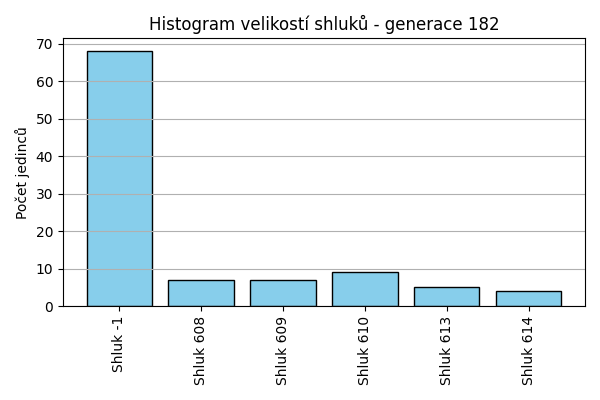 Histogram velikostí shluků - generace 182
Počet jedinců
70
60
50
40
30
20
10
0
Shluk -1
Shluk 608
Shluk 609
Shluk 610
Shluk 613
Shluk 614